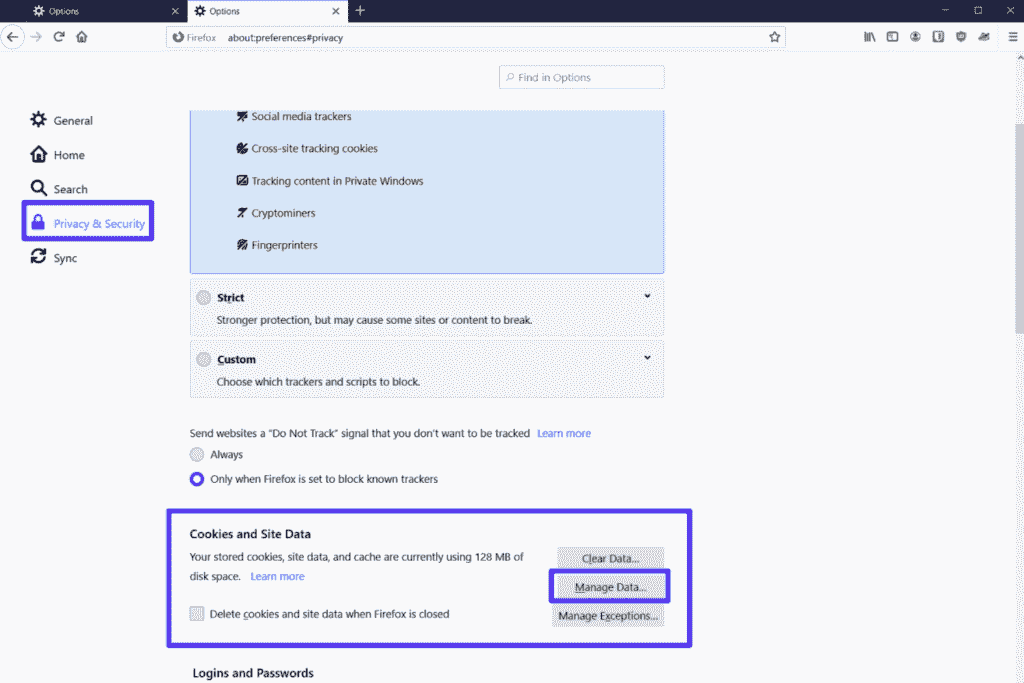 Options
Options
Firefox about:preferences#privacy
Find in Options
General
Home
Search
Privacy & Security
Sync
Social media trackers
Cross-site tracking cookies
Tracking content in Private Windows
Cryptominers
Fingerprinters
Strict
Stronger protection, but may cause some sites or content to break.
Custom
Choose which trackers and scripts to block.
Send websites a “Do Not Track” signal that you don’t want to be tracked Learn more
Always
Only when Firefox is set to block known trackers
Cookies and Site Data
Your stored cookies, site data, and cache are currently using 128 MB of
disk space. Learn more
Delete cookies and site data when Firefox is closed
Clear Data...
Manage Data...
Manage Exceptions...
Logins and Passwords